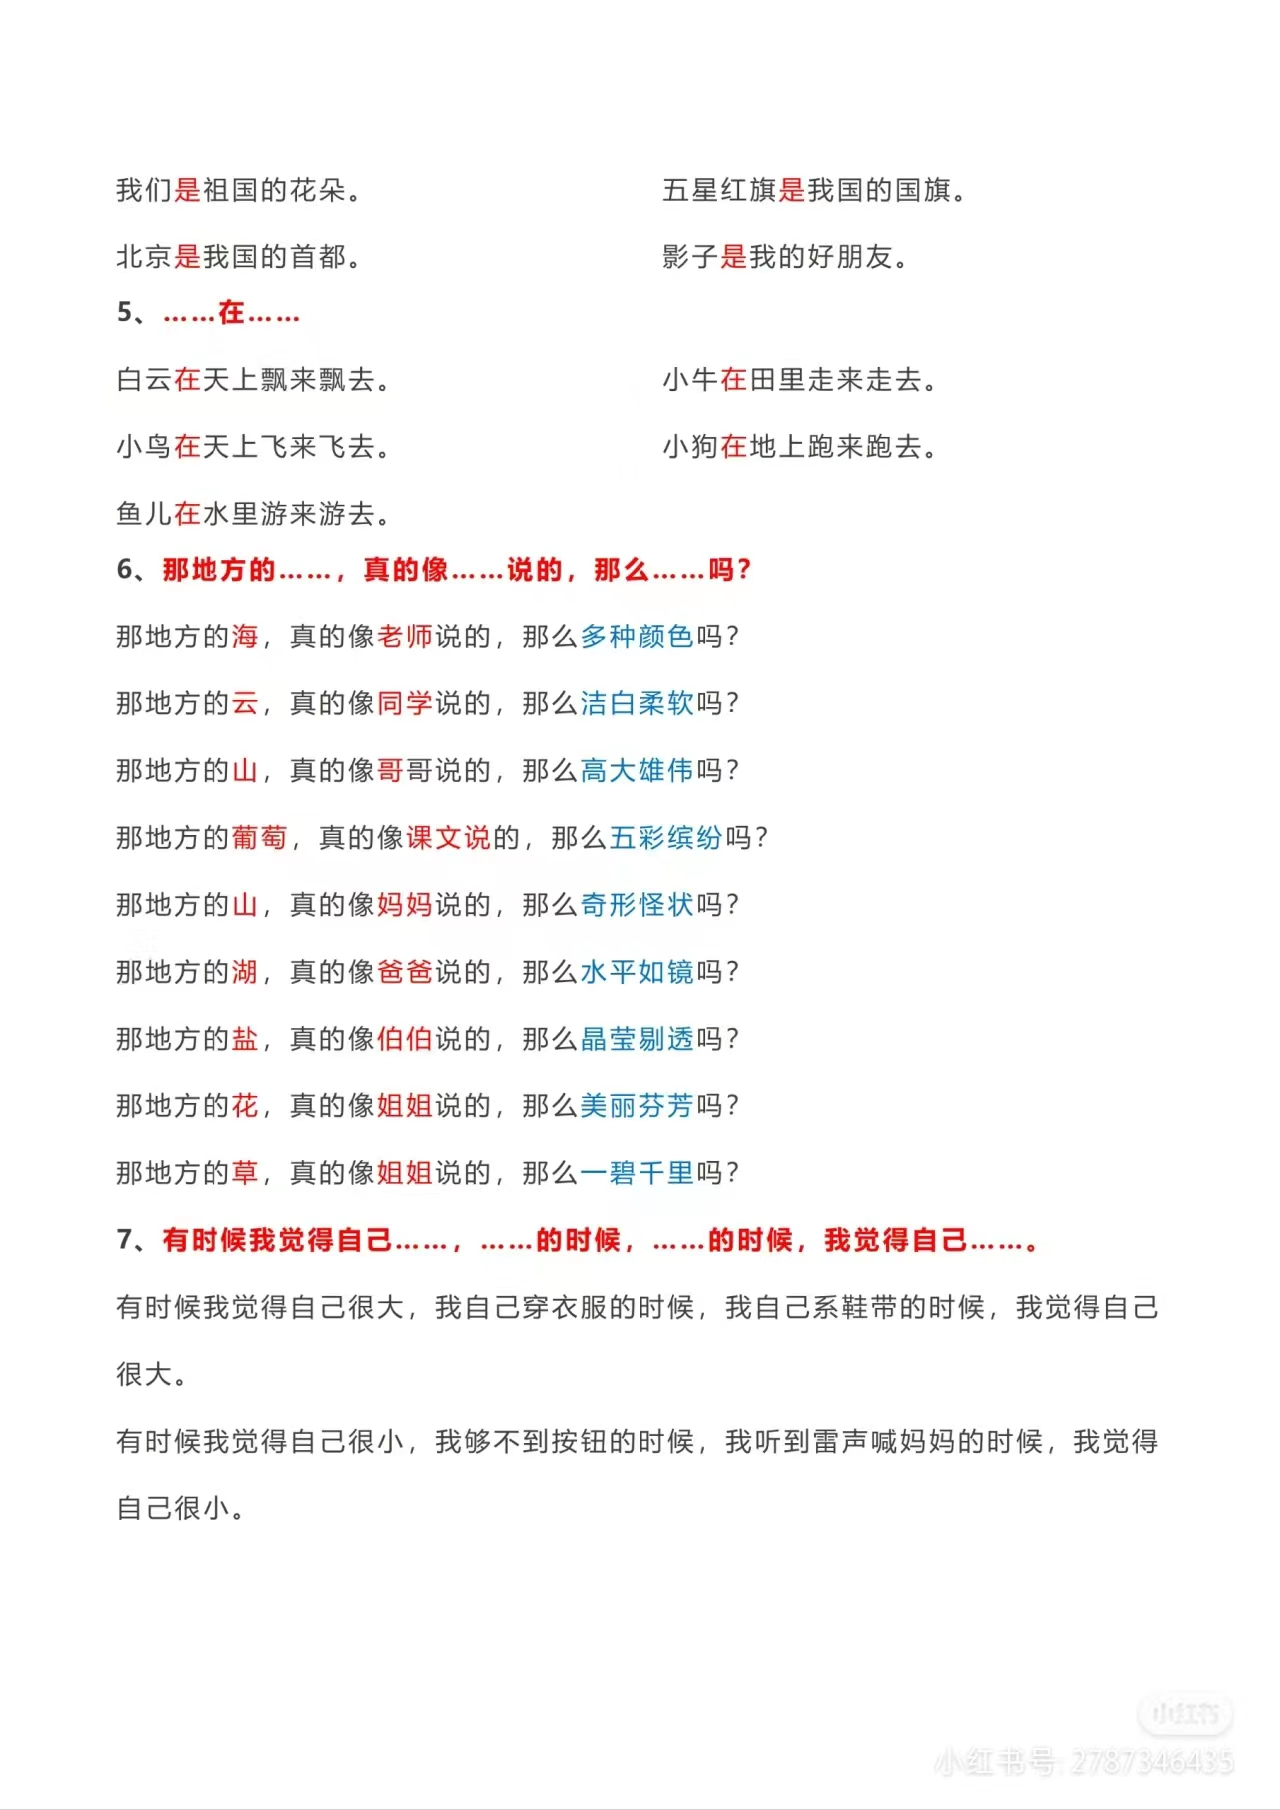 我们是祖国的花朵。 五星红旗是我国的国旗。
北京是我国的首都。 影子是我的好朋友。
5、……在……
白云在天上飘来飘去。 小牛在田里走来走去。
小鸟在天上飞来飞去。 小狗在地上跑来跑去。
鱼儿在水里游来游去。
6、那地方的……，真的像……说的，那么……吗？
那地方的海，真的像老师说的，那么多种颜色吗？
那地方的云，真的像同学说的，那么洁白柔软吗？
那地方的山，真的像哥哥说的，那么高大雄伟吗？
那地方的葡萄，真的像课文说的，那么五彩缤纷吗？
那地方的山，真的像妈妈说的，那么奇形怪状吗？
那地方的湖，真的像爸爸说的，那么水平如镜吗？
那地方的盐，真的像伯伯说的，那么晶莹剔透吗？
那地方的花，真的像姐姐说的，那么美丽芬芳吗？
那地方的草，真的像姐姐说的，那么一碧千里吗？
7、有时候我觉得自己……，……的时候，……的时候，我觉得自己……。
有时候我觉得自己很大，我自己穿衣服的时候，我自己系鞋带的时候，我觉得自己
很大。
有时候我觉得自己很小，我够不到按钮的时候，我听到雷声喊妈妈的时候，我觉得
自己很小。
小红书
小红书号: 2787346435